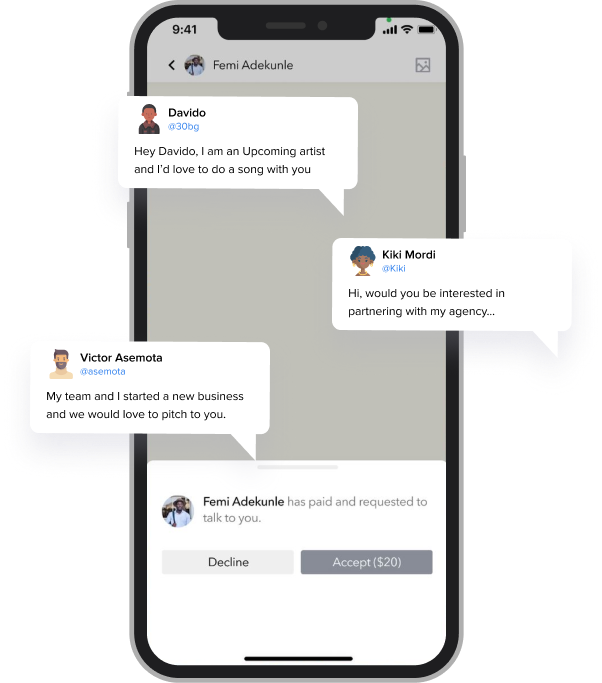 9:41
Femi Adekunle
Davido
@30bg
Hey Davido, I am an Upcoming artist
and I'd love to do a song with you
Kiki Mordi
@Kiki
Hi, would you be interested in
partnering with my agency...
Victor Asemota
@asemota
My team and I started a new business
and we would love to pitch to you.
Femi Adekunle has paid and requested to
talk to you.
Decline
Accept ($20)